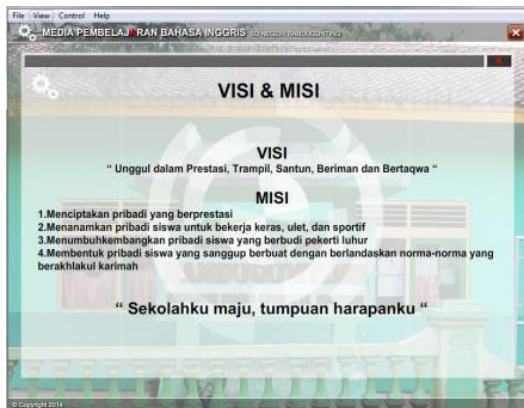 File View Control Help
MEDIA PEMBELAJARAN BAHASA INGGRIS SD NEGERI RANDUGUNTING
X
X
VISI & MISI
VISI
“ Unggul dalam Prestasi, Trampil, Santun, Beriman dan Bertaqwa “
MISI
1.Menciptakan pribadi yang berprestasi
2.Menanamkan pribadi siswa untuk bekerja keras, ulet, dan sportif
3.Menumbuhkembangkan pribadi siswa yang berbudi pekerti luhur
4.Membentuk pribadi siswa yang sanggup berbuat dengan berlandaskan norma-norma yang
berakhlakul karimah
“ Sekolahku maju, tumpuan harapanku “
© Copyright 2014